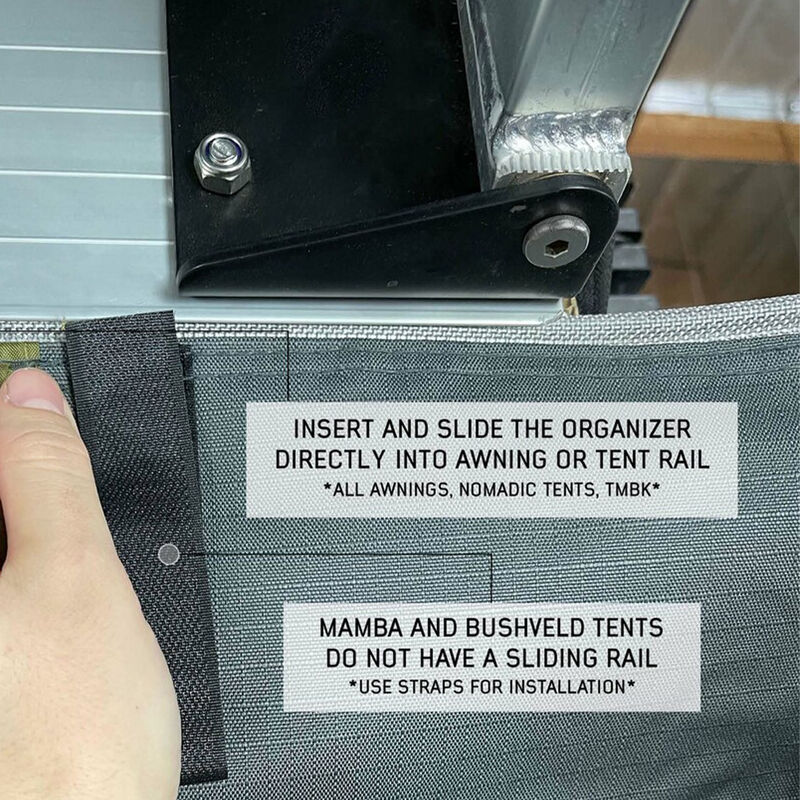 INSERT AND SLIDE THE ORGANIZER
DIRECTLY INTO AWNING OR TENT RAIL
*ALL AWNINGS, NOMADIC TENTS, TMBK*
MAMBA AND BUSHVELD TENTS
DO NOT HAVE A SLIDING RAIL
*USE STRAPS FOR INSTALLATION*